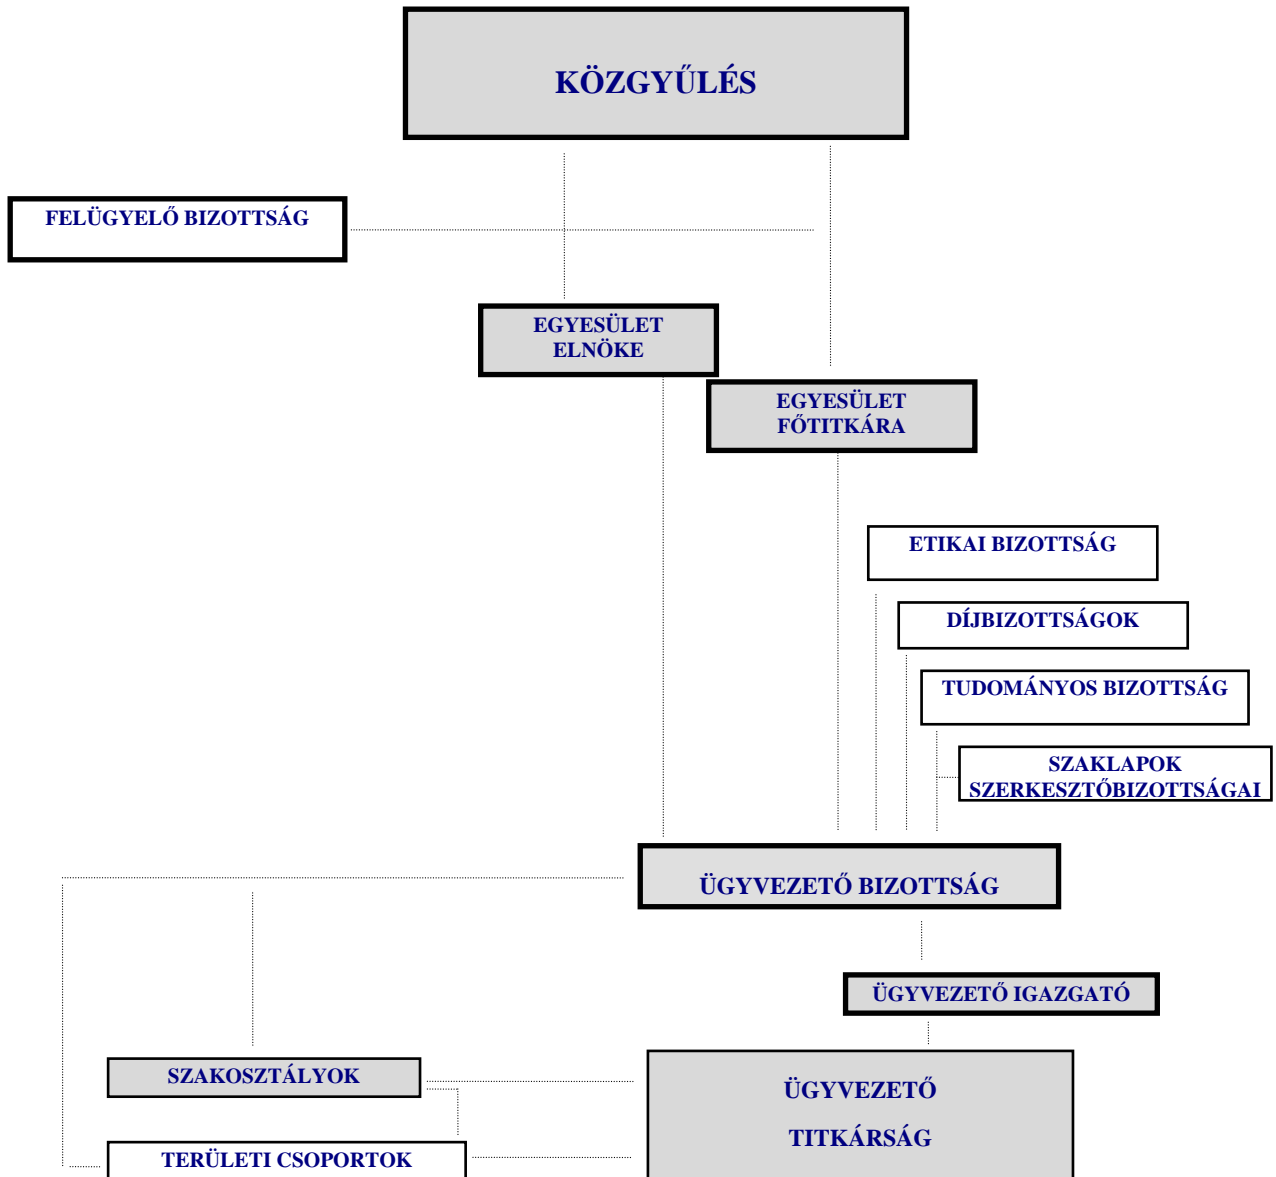 KÖZGYŰLÉS
FELÜGYELŐ BIZOTTSÁG
EGYESÜLET
ELNÖKE
EGYESÜLET
FŐTITKÁRA
ETIKAI BIZOTTSÁG
DÍJBIZOTTSÁGOK
TUDOMÁNYOS BIZOTTSÁG
SZAKLAPOK
SZERKESZTŐBIZOTTSÁGAI
ÜGYVEZETŐ BIZOTTSÁG
ÜGYVEZETŐ IGAZGATÓ
SZAKOSZTÁLYOK
ÜGYVEZETŐ
TITKÁRSÁG
TERÜLETI CSOPORTOK